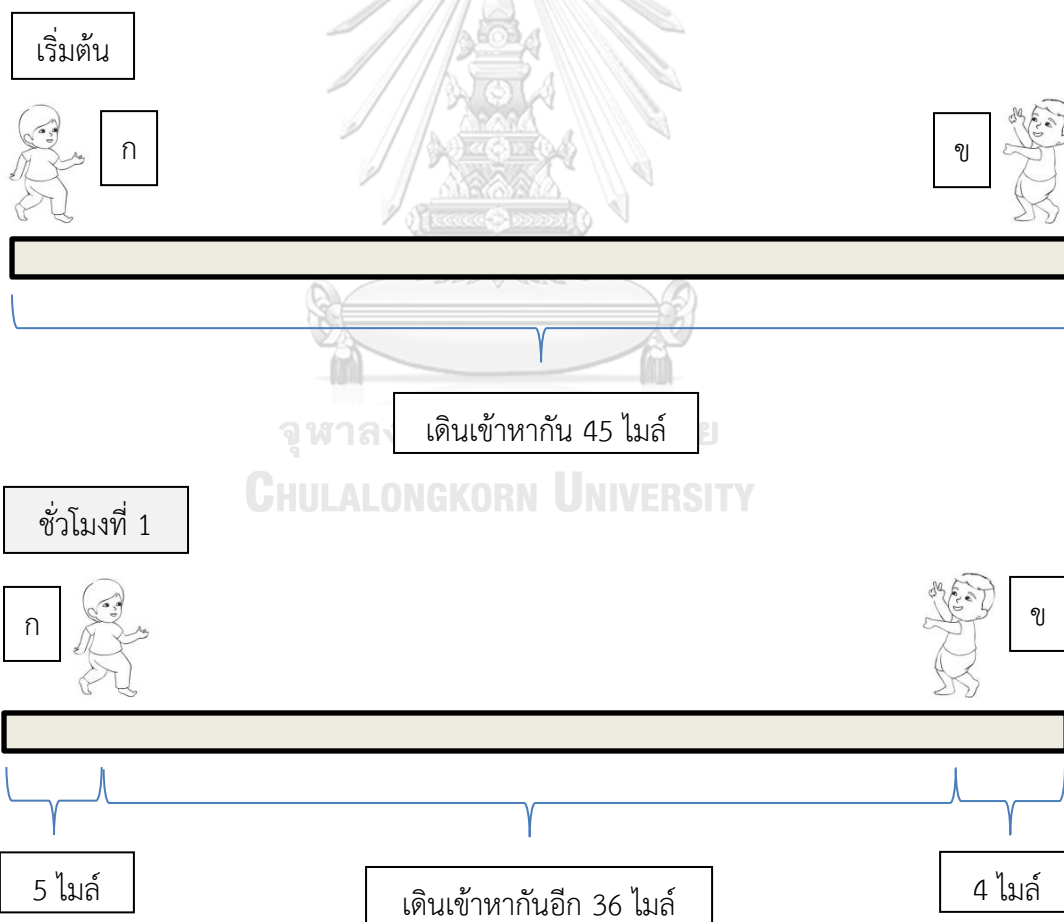 เริ่มต้น
ก
ข
เดินเข้าหากัน 45 ไมล์
CHULALONGKORN UNIVERSITY
ชั่วโมงที่ 1
ก
ข
5 ไมล์
เดินเข้าหากันอีก 36 ไมล์
4 ไมล์